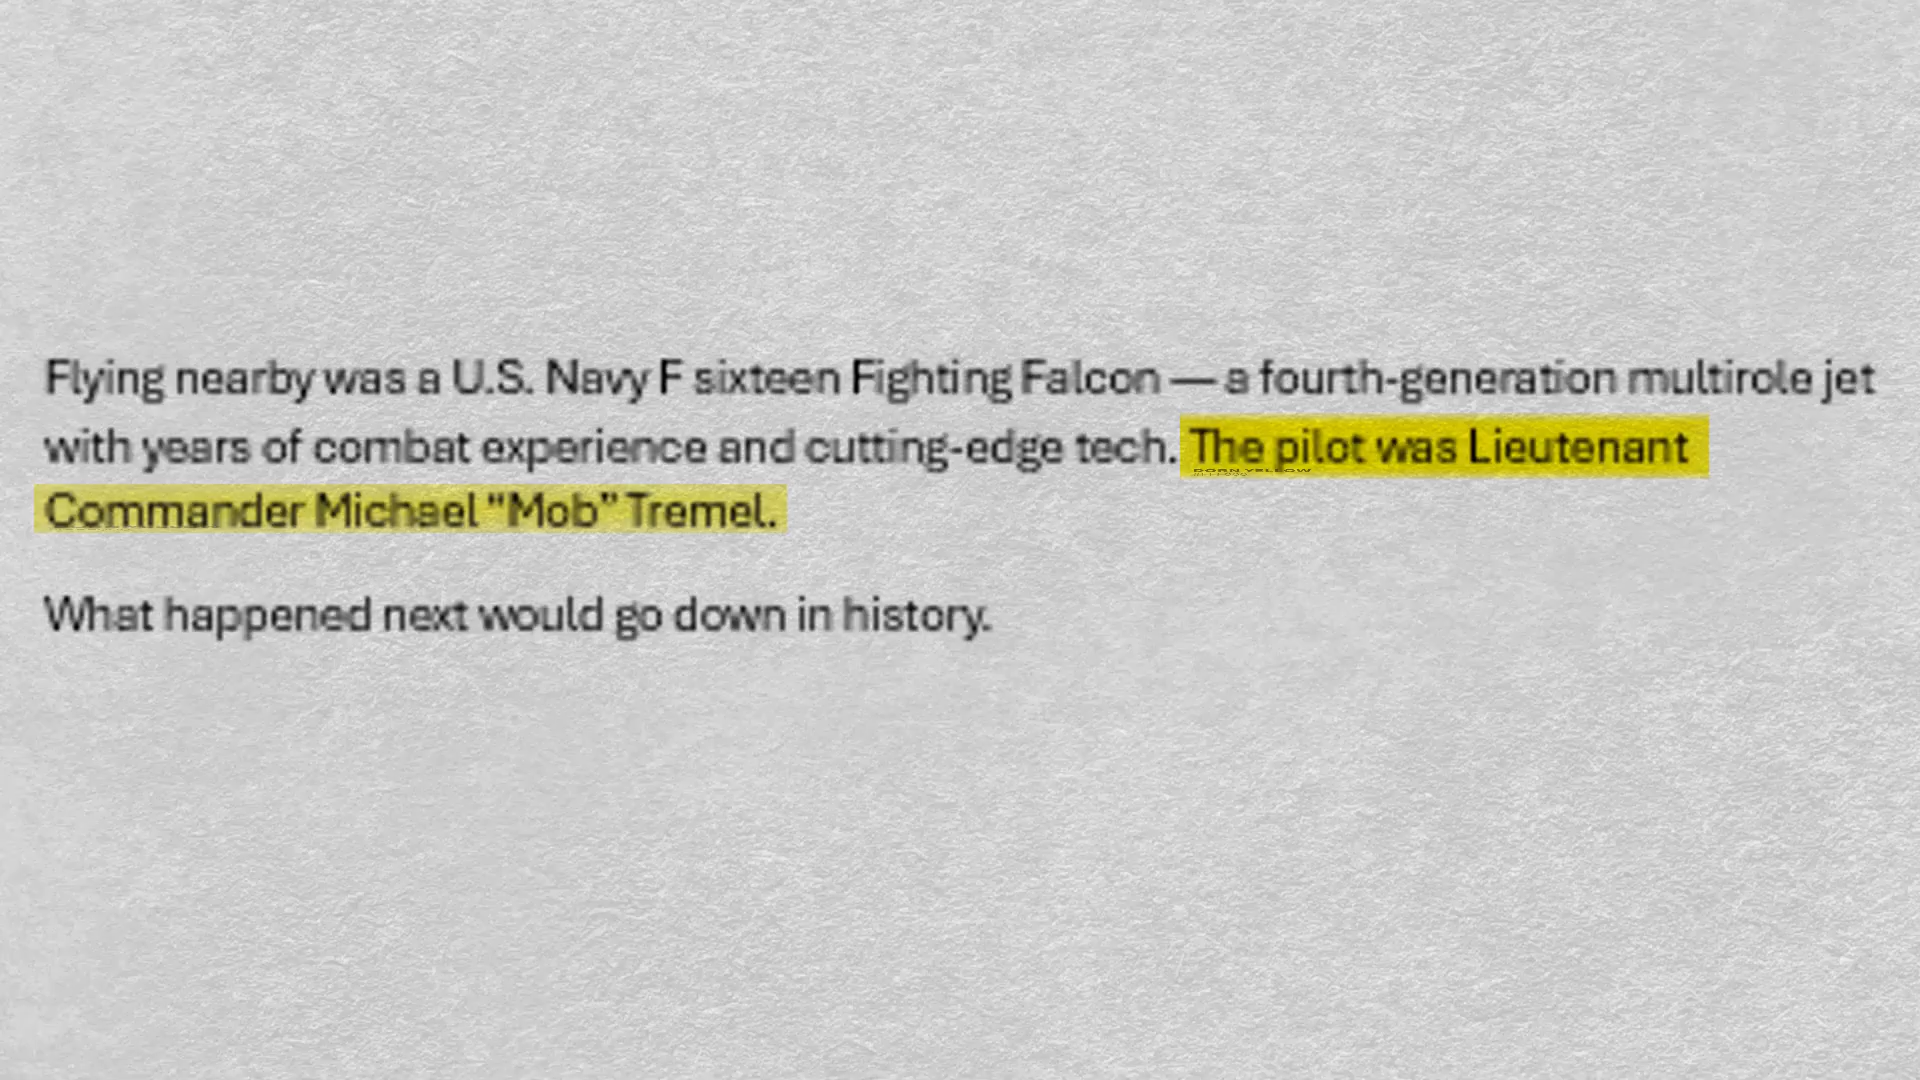 Flying nearby was a U.S. Navy F sixteen Fighting Falcon — a fourth-generation multirole jet
with years of combat experience and cutting-edge tech. The pilot was Lieutenant
Commander Michael "Mob" Tremel.
What happened next would go down in history.